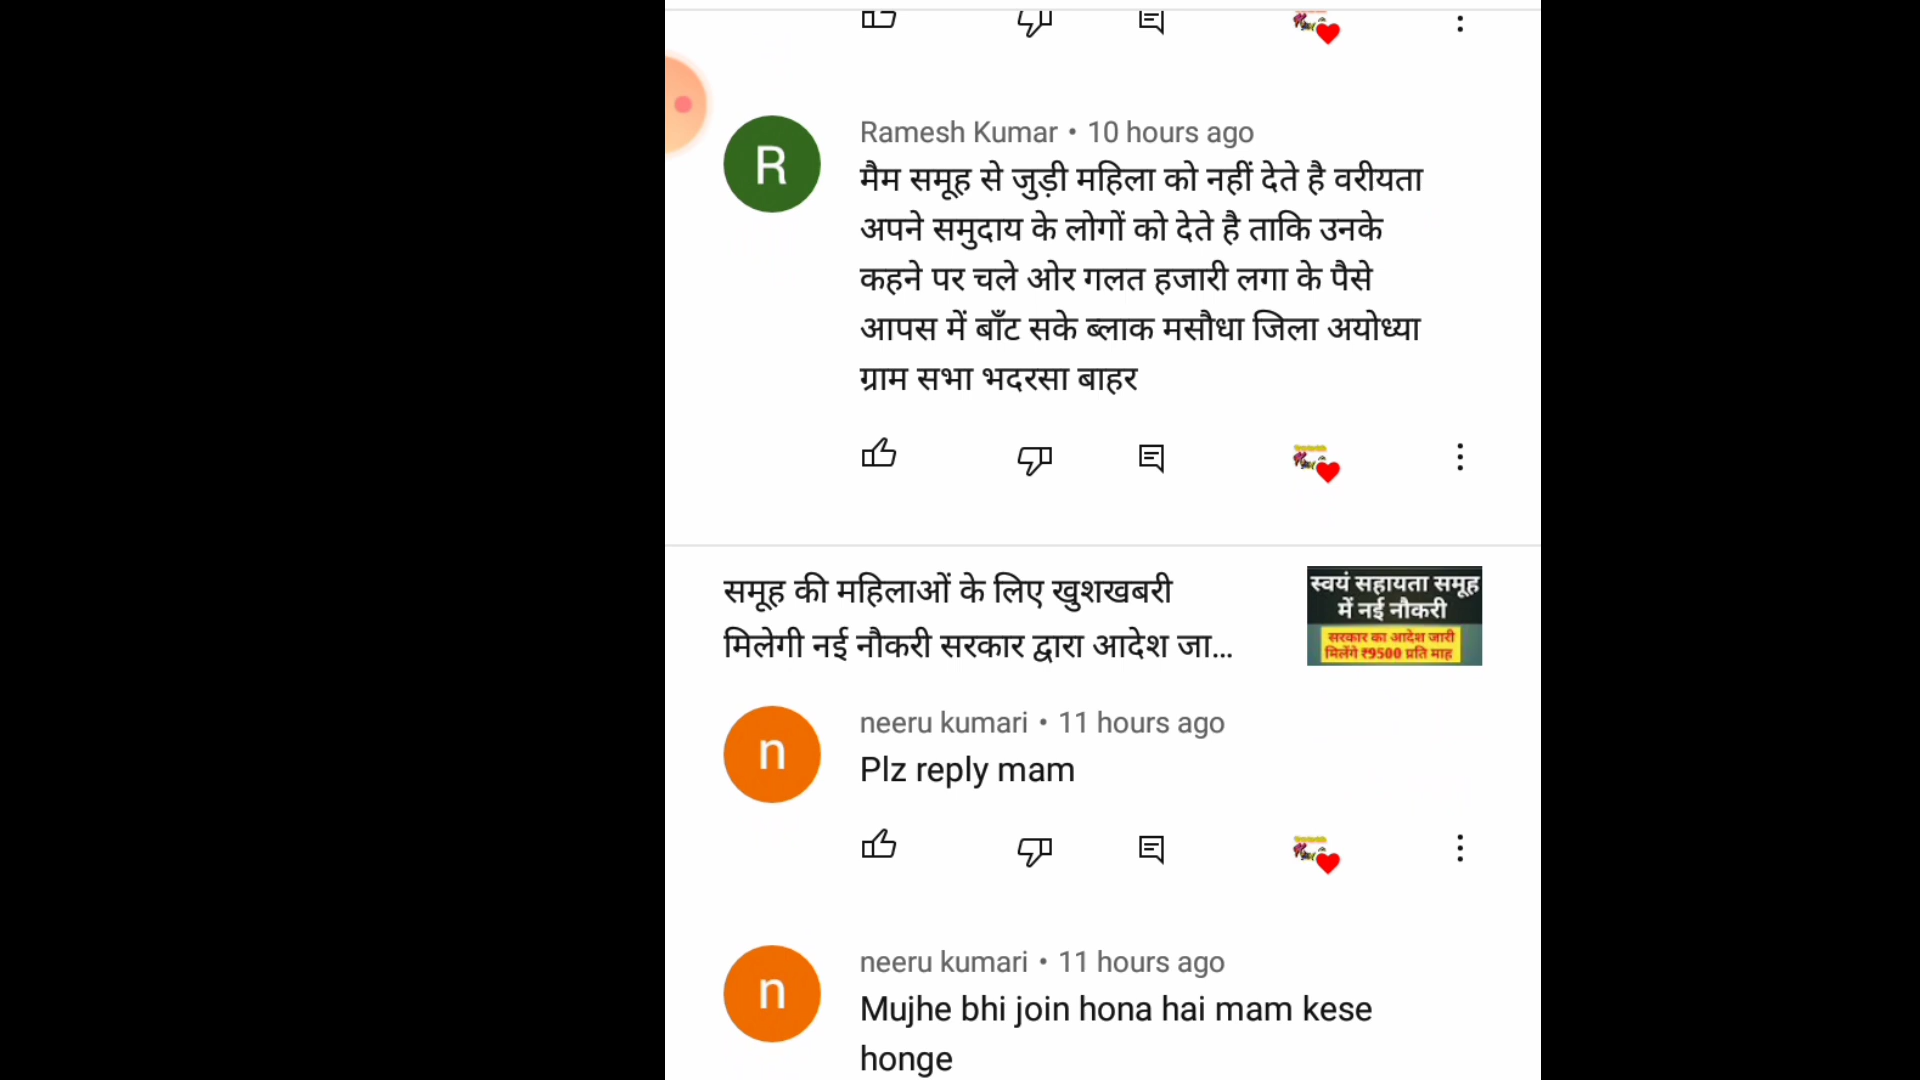 R
Ramesh Kumar • 10 hours ago
मैम समूह से जुड़ी महिला को नहीं देते है वरीयता
अपने समुदाय के लोगों को देते है ताकि उनके
कहने पर चले ओर गलत हजारी लगा के पैसे
आपस में बाँट सके ब्लाक मसौधा जिला अयोध्या
ग्राम सभा भदरसा बाहर
समूह की महिलाओं के लिए खुशखबरी
मिलेगी नई नौकरी सरकार द्वारा आदेश जा...
स्वयं सहायता समूह
में नई नौकरी
सरकार का आदेश जारी
मिलेंगे ₹9500 प्रति माह
n
neeru kumari • 11 hours ago
Plz reply mam
n
neeru kumari • 11 hours ago
Mujhe bhi join hona hai mam kese
honge